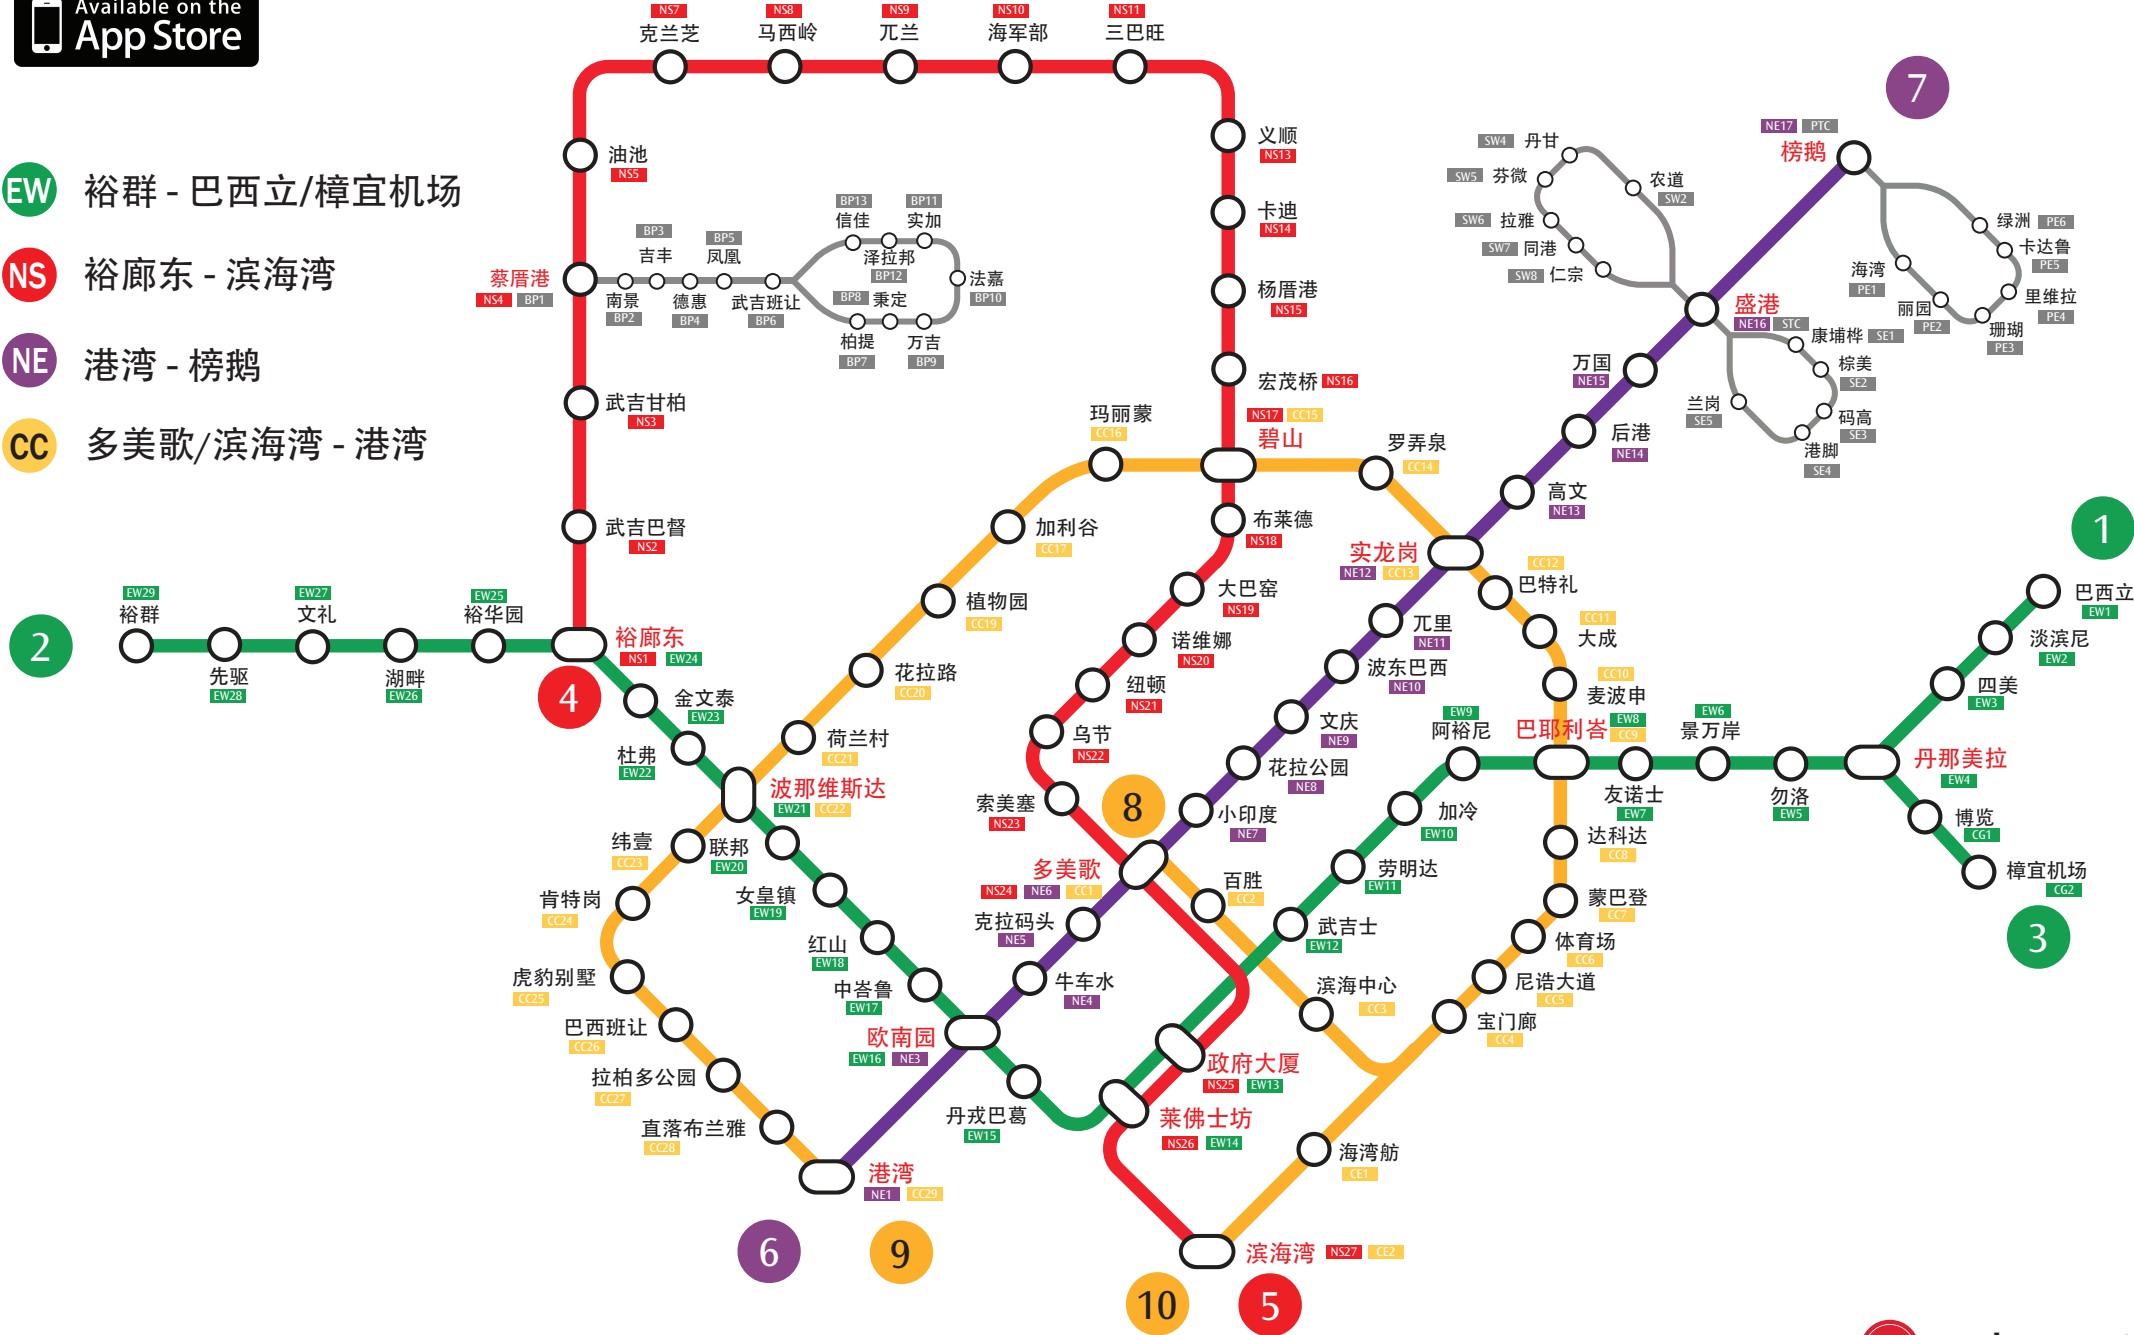 Available on the
App Store
EW 裕群 - 巴西立/樟宜机场
NS 裕廊东 - 滨海湾
NE 港湾 - 榜鹅
CC 多美歌/滨海湾 - 港湾
NS7
克兰芝
NS8
马西岭
NS9
兀兰
NS10
海军部
NS11
三巴旺
油池
NS5
蔡厝港
NS4 BP1
武吉甘柏
NS3
武吉巴督
NS2
裕廊东
NS1 EW24
4
南景
BP2
BP3
吉丰
德惠
BP4
BP5
凤凰
武吉班让
BP6
BP13
信佳
泽拉邦
BP12
BP11
实加
法嘉
BP10
BP8 秉定
柏提
BP7
万吉
BP9
义顺
NS13
卡迪
NS14
杨厝港
NS15
宏茂桥 NS16
NS17 CC15
碧山
布莱德
NS18
大巴窑
NS19
诺维娜
NS20
纽顿
NS21
乌节
NS22
索美塞
NS23
8
多美歌
NS24 NE6 CC1
7
NE17 PTC
榜鹅
SW4 丹甘
SW5 芬微
SW6 拉雅
SW7 同港
SW8 仁宗
农道
SW2
绿洲 PE6
卡达鲁
PE5
里维拉
PE4
珊瑚
PE3
丽园
PE2
海湾
PE1
盛港
NE16 STC
康埔桦 SE1
棕美
SE2
码高
SE3
港脚
SE4
兰岗
SE5
万国
NE15
后港
NE14
高文
NE13
实龙岗
NE12 CC13
兀里
NE11
波东巴西
NE10
文庆
NE9
花拉公园
NE8
小印度
NE7
克拉码头
NE5
牛车水
NE4
欧南园
EW16 NE3
港湾
NE1 CC29
6
9
玛丽蒙
CC16
加利谷
CC17
植物园
CC19
花拉路
CC20
荷兰村
CC21
波那维斯达
EW21 CC22
纬壹
CC23
肯特岗
CC24
虎豹别墅
CC25
巴西班让
CC26
拉柏多公园
CC27
直落布兰雅
CC28
罗弄泉
CC14
CC12
巴特礼
CC11
大成
CC10
麦波申
巴耶利峇
EW8
CC9
达科达
CC8
蒙巴登
CC7
体育场
CC6
尼诰大道
CC5
宝门廊
CC4
滨海中心
CC3
百胜
CC2
海湾舫
CE1
滨海湾 NS27 CE2
10
5
2
EW29
裕群
先驱
EW28
EW27
文礼
湖畔
EW26
EW25
裕华园
金文泰
EW23
杜弗
EW22
联邦
EW20
女皇镇
EW19
红山
EW18
中峇鲁
EW17
丹戎巴葛
EW15
莱佛士坊
NS26 EW14
政府大厦
NS25 EW13
武吉士
EW12
劳明达
EW11
加冷
EW10
EW9
阿裕尼
友诺士
EW7
EW6
景万岸
勿洛
EW5
丹那美拉
EW4
四美
EW3
淡滨尼
EW2
巴西立
EW1
1
博览
CG1
樟宜机场
CG2
3